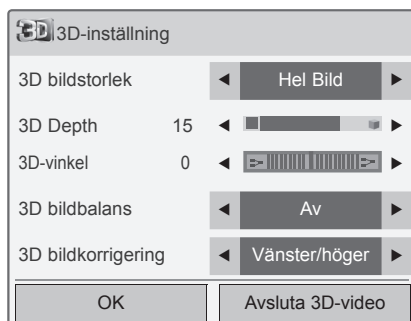 3D 3D-inställning
3D bildstorlek Hel Bild
3D Depth 15
3D-vinkel 0
3D bildbalans Av
3D bildkorrigering Vänster/höger
OK Avsluta 3D-video